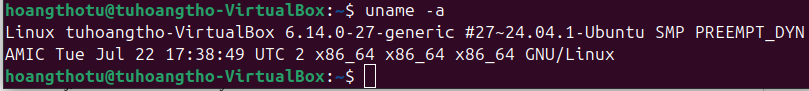 hoangthotu@tuhoangtho-VirtualBox:~$ uname -a
Linux tuhoangtho-VirtualBox 6.14.0-27-generic #27~24.04.1-Ubuntu SMP PREEMPT_DYN
AMIC Tue Jul 22 17:38:49 UTC 2 x86_64 x86_64 x86_64 GNU/Linux
hoangthotu@tuhoangtho-VirtualBox:~$